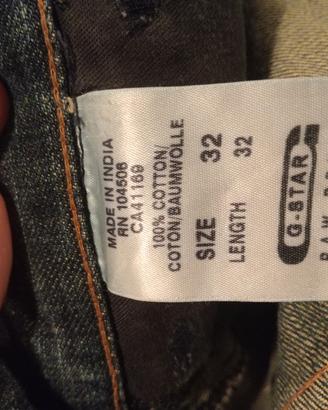 MADE IN INDIA
RN 104506
CA41169
100% COTTON/
COTON/BAUMWOLLE
SIZE 32
LENGTH 32
G-STAR
RAW